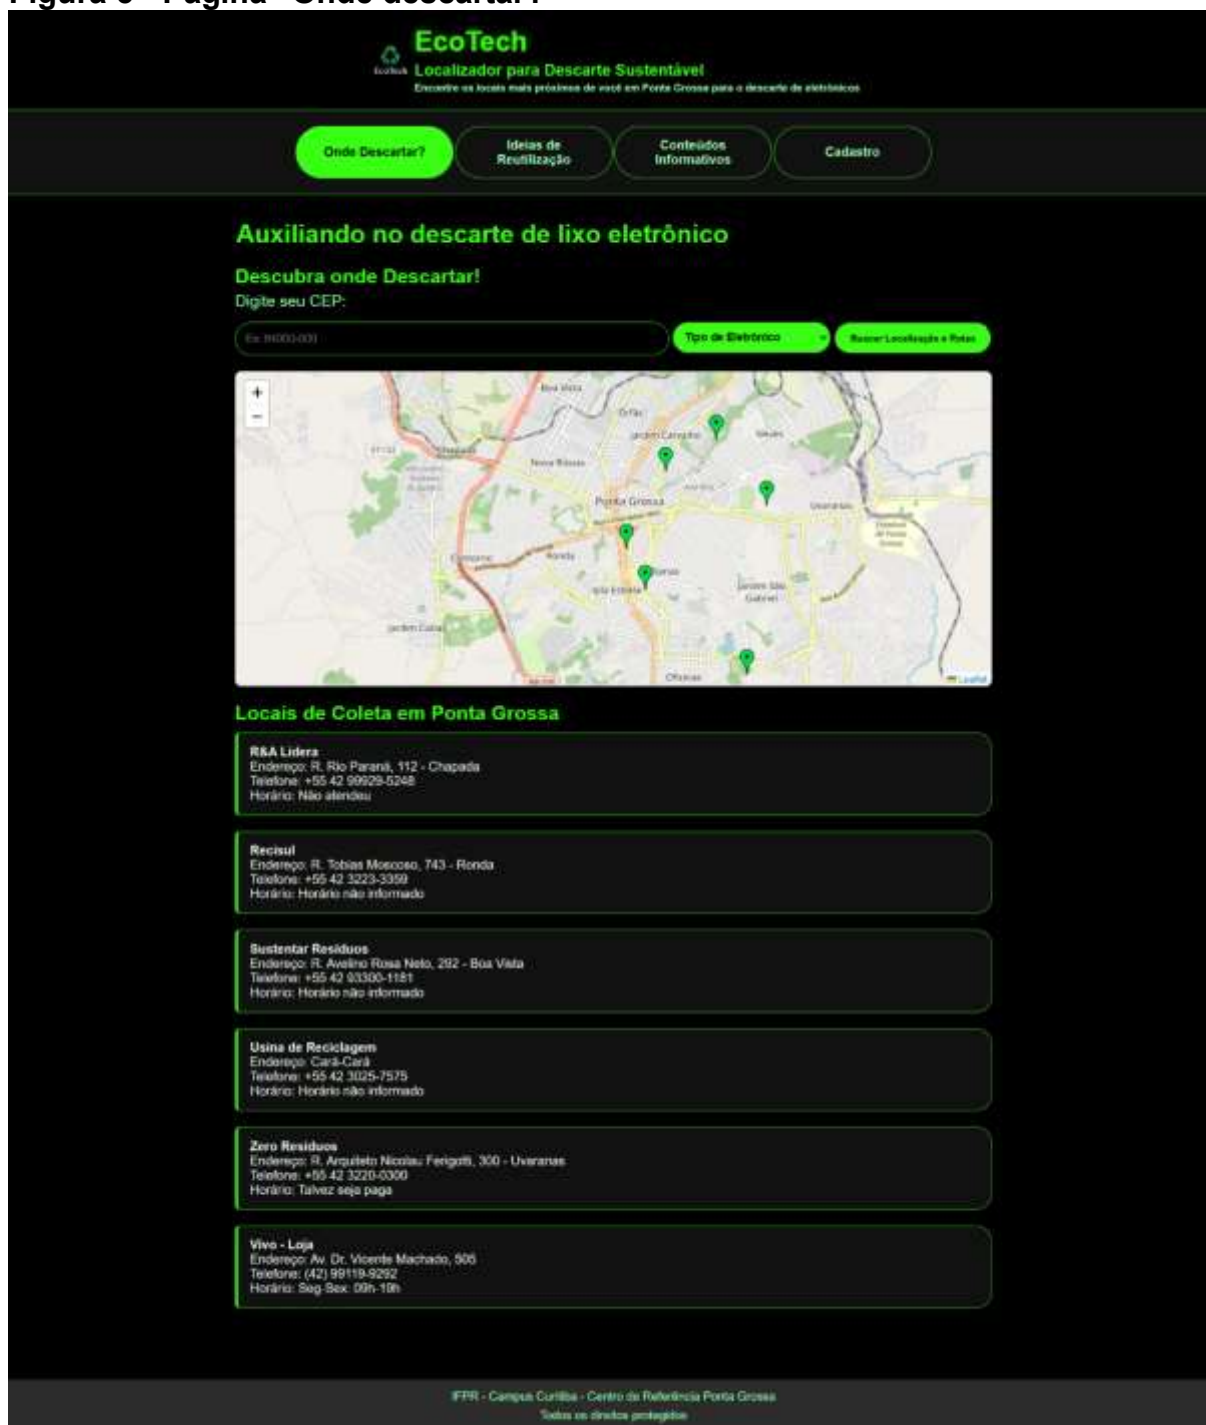 EcoTech
EcoTech
Localizador para Descarte Sustentável
Encontre os locais mais próximos de você em Ponta Grossa para o descarte de eletrônicos
Onde Descartar?
Ideias de
Reutilização
Conteúdos
Informativos
Cadastro
Auxiliando no descarte de lixo eletrônico
Descubra onde Descartar!
Digite seu CEP:
Tipo de Eletrônico
Buscar Localização e Rotas
+
−
Boa Vista
Órfãs
Jardim Carvalho
Neves
Chapada
Nova Rússia
Ponta Grossa
Uvaranas
Contorno
Ronda
Vila Estrela
Jardim São
Gabriel
Oficinas
Leaflet
Locais de Coleta em Ponta Grossa
R&A Lidera
Endereço: R. Rio Paraná, 112 - Chapada
Telefone: +55 42 99929-5248
Horário: Não atendeu
Recisul
Endereço: R. Tobias Moscoso, 743 - Ronda
Telefone: +55 42 3223-3359
Horário: Horário não informado
Sustentar Resíduos
Endereço: R. Avelino Rosa Neto, 292 - Boa Vista
Telefone: +55 42 93300-1181
Horário: Horário não informado
Usina de Reciclagem
Endereço: Cará-Cará
Telefone: +55 42 3025-7575
Horário: Horário não informado
Zero Resíduos
Endereço: R. Arquiteto Nicolau Ferigotti, 300 - Uvaranas
Telefone: +55 42 3220-0300
Horário: Talvez seja paga
Vivo - Loja
Endereço: Av. Dr. Vicente Machado, 505
Telefone: (42) 99119-9292
Horário: Seg-Sex: 09h-19h
IFPR - Campus Curitiba - Centro de Referência Ponta Grossa
Todos os direitos protegidos